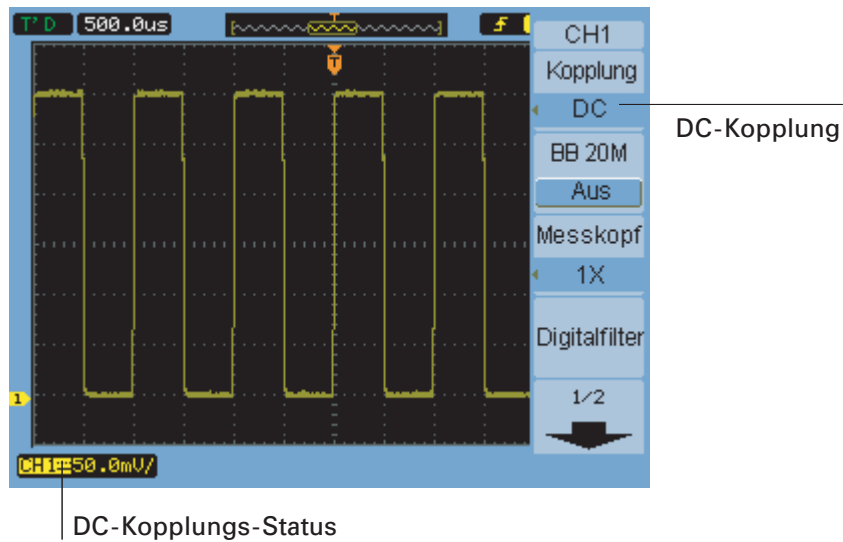 T'D 500.0us T
CH1
Kopplung
DC
DC-Kopplung
BB 20M
Aus
Messkopf
1X
Digitalfilter
1/2
T
1
CH1 50.0mV/
DC-Kopplungs-Status